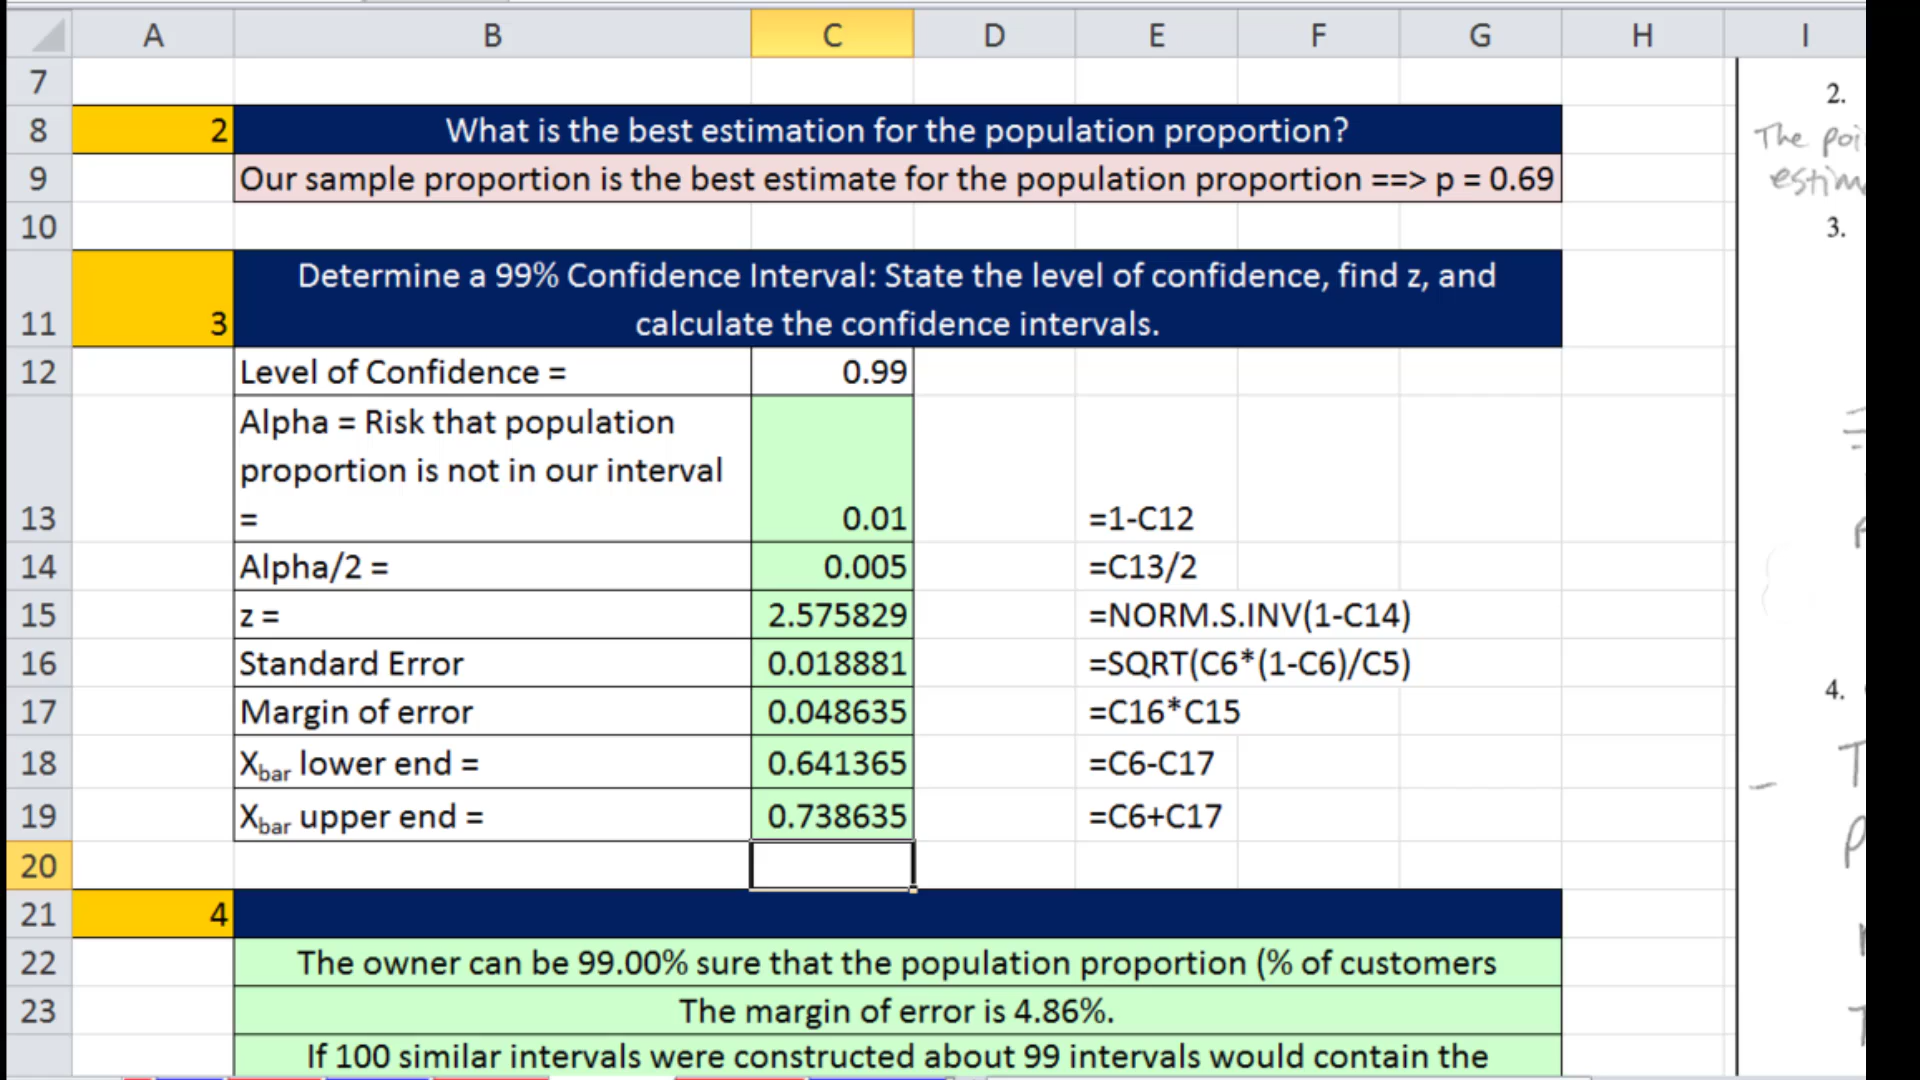 A B C D E F G H I
7
8 2 What is the best estimation for the population proportion?
9 Our sample proportion is the best estimate for the population proportion ==> p = 0.69
10
Determine a 99% Confidence Interval: State the level of confidence, find z, and
11 3 calculate the confidence intervals.
12 Level of Confidence = 0.99
Alpha = Risk that population
proportion is not in our interval
13 = 0.01 =1-C12
14 Alpha/2 = 0.005 =C13/2
15 z = 2.575829 =NORM.S.INV(1-C14)
16 Standard Error 0.018881 =SQRT(C6*(1-C6)/C5)
17 Margin of error 0.048635 =C16*C15
18 Xbar lower end = 0.641365 =C6-C17
19 Xbar upper end = 0.738635 =C6+C17
20
21 4
22 The owner can be 99.00% sure that the population proportion (% of customers
23 The margin of error is 4.86%.
If 100 similar intervals were constructed about 99 intervals would contain the
2.
The
3.
4.